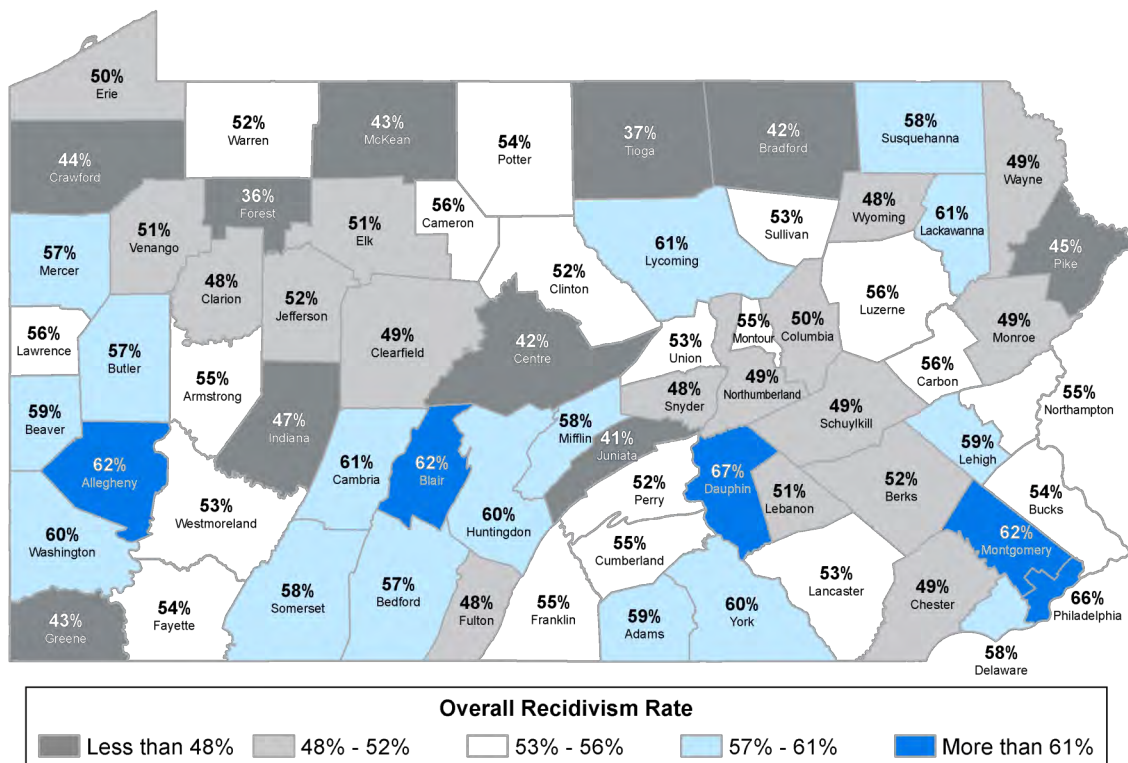 50%
Erie
52%
Warren
43%
McKean
54%
Potter
37%
Tioga
42%
Bradford
58%
Susquehanna
49%
Wayne
44%
Crawford
36%
Forest
51%
Venango
51%
Elk
56%
Cameron
57%
Mercer
48%
Clarion
52%
Jefferson
52%
Clinton
61%
Lycoming
53%
Sullivan
48%
Wyoming
61%
Lackawanna
45%
Pike
56%
Lawrence
57%
Butler
55%
Armstrong
49%
Clearfield
42%
Centre
53%
Union
55%
Montour
50%
Columbia
56%
Luzerne
49%
Monroe
56%
Carbon
55%
Northampton
59%
Beaver
47%
Indiana
58%
Mifflin
48%
Snyder
49%
Northumberland
49%
Schuylkill
59%
Lehigh
62%
Allegheny
53%
Westmoreland
61%
Cambria
62%
Blair
60%
Huntingdon
41%
Juniata
52%
Perry
67%
Dauphin
51%
Lebanon
52%
Berks
54%
Bucks
62%
Montgomery
60%
Washington
43%
Greene
54%
Fayette
58%
Somerset
57%
Bedford
48%
Fulton
55%
Franklin
55%
Cumberland
59%
Adams
60%
York
53%
Lancaster
49%
Chester
66%
Philadelphia
58%
Delaware
Overall Recidivism Rate
Less than 48%
48% - 52%
53% - 56%
57% - 61%
More than 61%